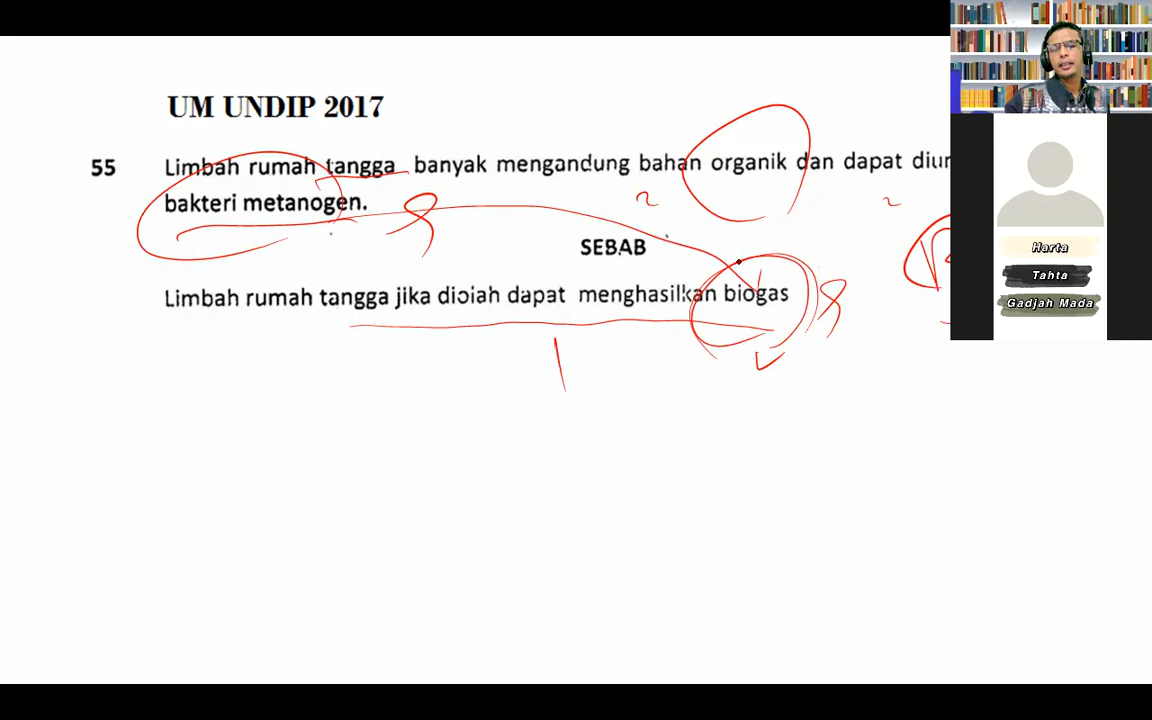 UM UNDIP 2017
55 Limbah rumah tangga banyak mengandung bahan organik dan dapat
bakteri metanogen.
SEBAB
Limbah rumah tangga jika diolah dapat menghasilkan biogas
Harta
Tahta
Gadjah Mada